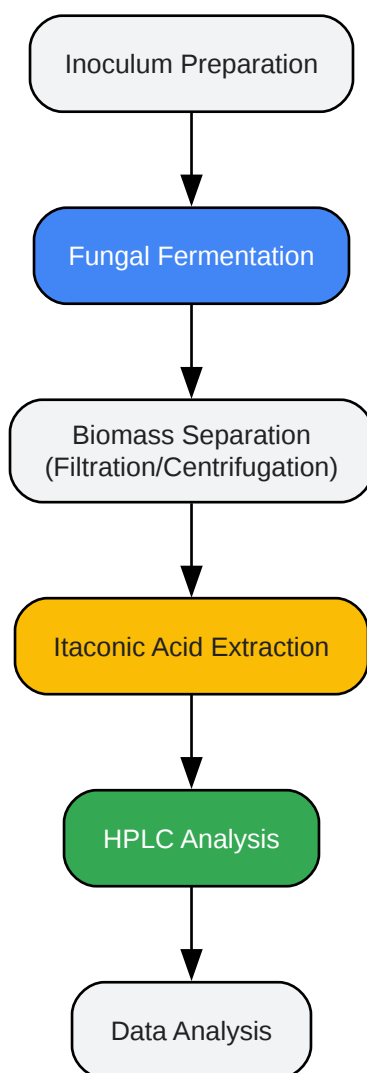 Inoculum Preparation
Fungal Fermentation
Biomass Separation
(Filtration/Centrifugation)
Itaconic Acid Extraction
HPLC Analysis
Data Analysis